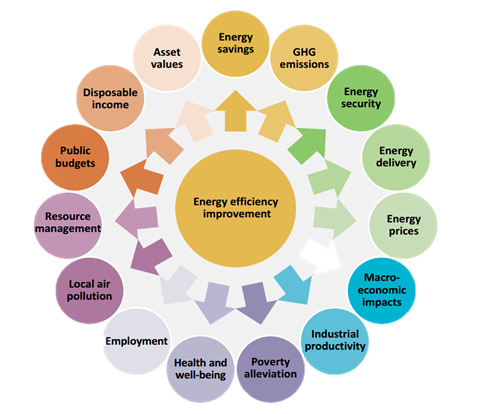 Energy
savings
GHG
emissions
Energy
security
Energy
delivery
Energy
prices
Macro-
economic
impacts
Industrial
productivity
Poverty
alleviation
Health and
well-being
Employment
Local air
pollution
Resource
management
Public
budgets
Disposable
income
Asset
values
Energy efficiency
improvement